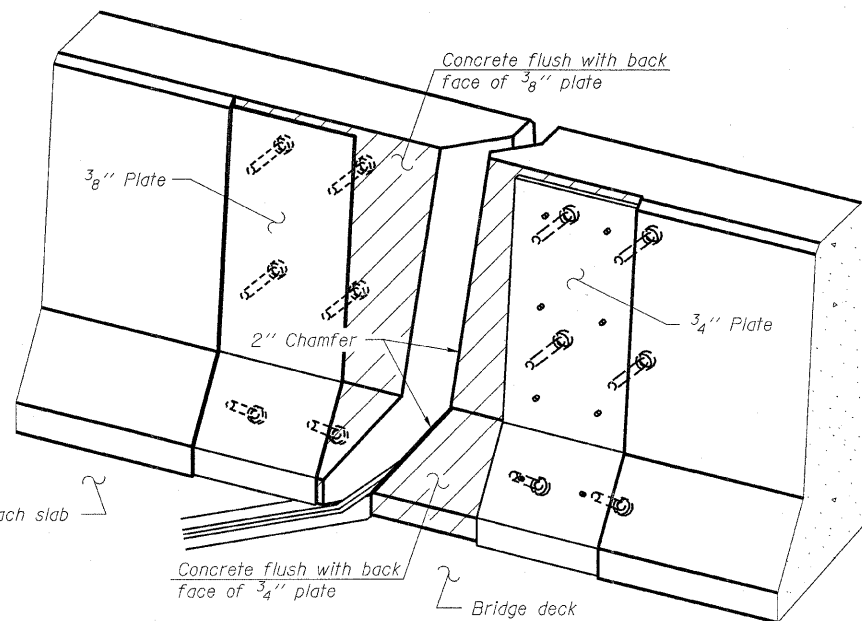 Concrete flush with back
face of 3/8'' plate
3/8'' Plate
3/4'' Plate
2'' Chamfer
ach slab
Concrete flush with back
face of 3/4'' plate
Bridge deck